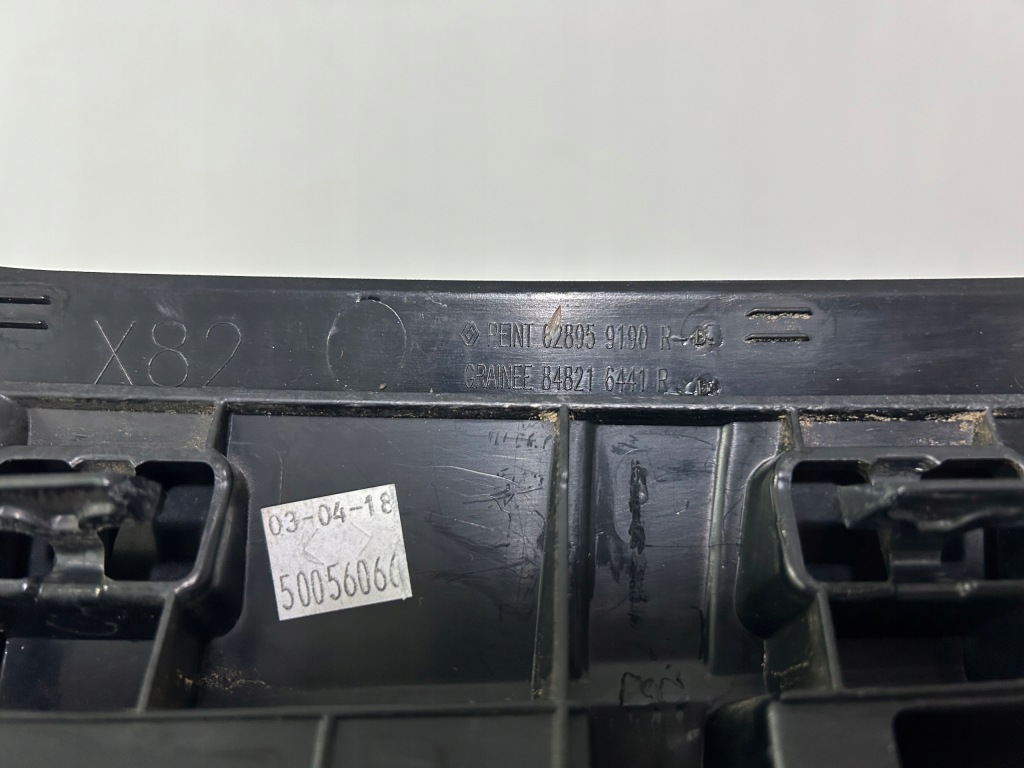 X82
PEINT 62895 9190 R
GRAINEE 84821 6441 R
03-04-18
50056066